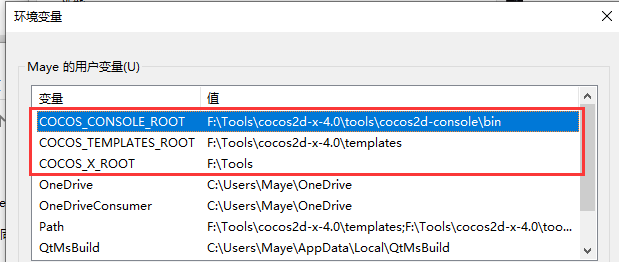 环境变量
Maye 的用户变量(U)
变量 值
COCOS_CONSOLE_ROOT F:\Tools\cocos2d-x-4.0\tools\cocos2d-console\bin
COCOS_TEMPLATES_ROOT F:\Tools\cocos2d-x-4.0\templates
COCOS_X_ROOT F:\Tools
OneDrive C:\Users\Maye\OneDrive
OneDriveConsumer C:\Users\Maye\OneDrive
Path F:\Tools\cocos2d-x-4.0\templates;F:\Tools\cocos2d-x-4.0\too...
QtMsBuild C:\Users\Maye\AppData\Local\QtMsBuild